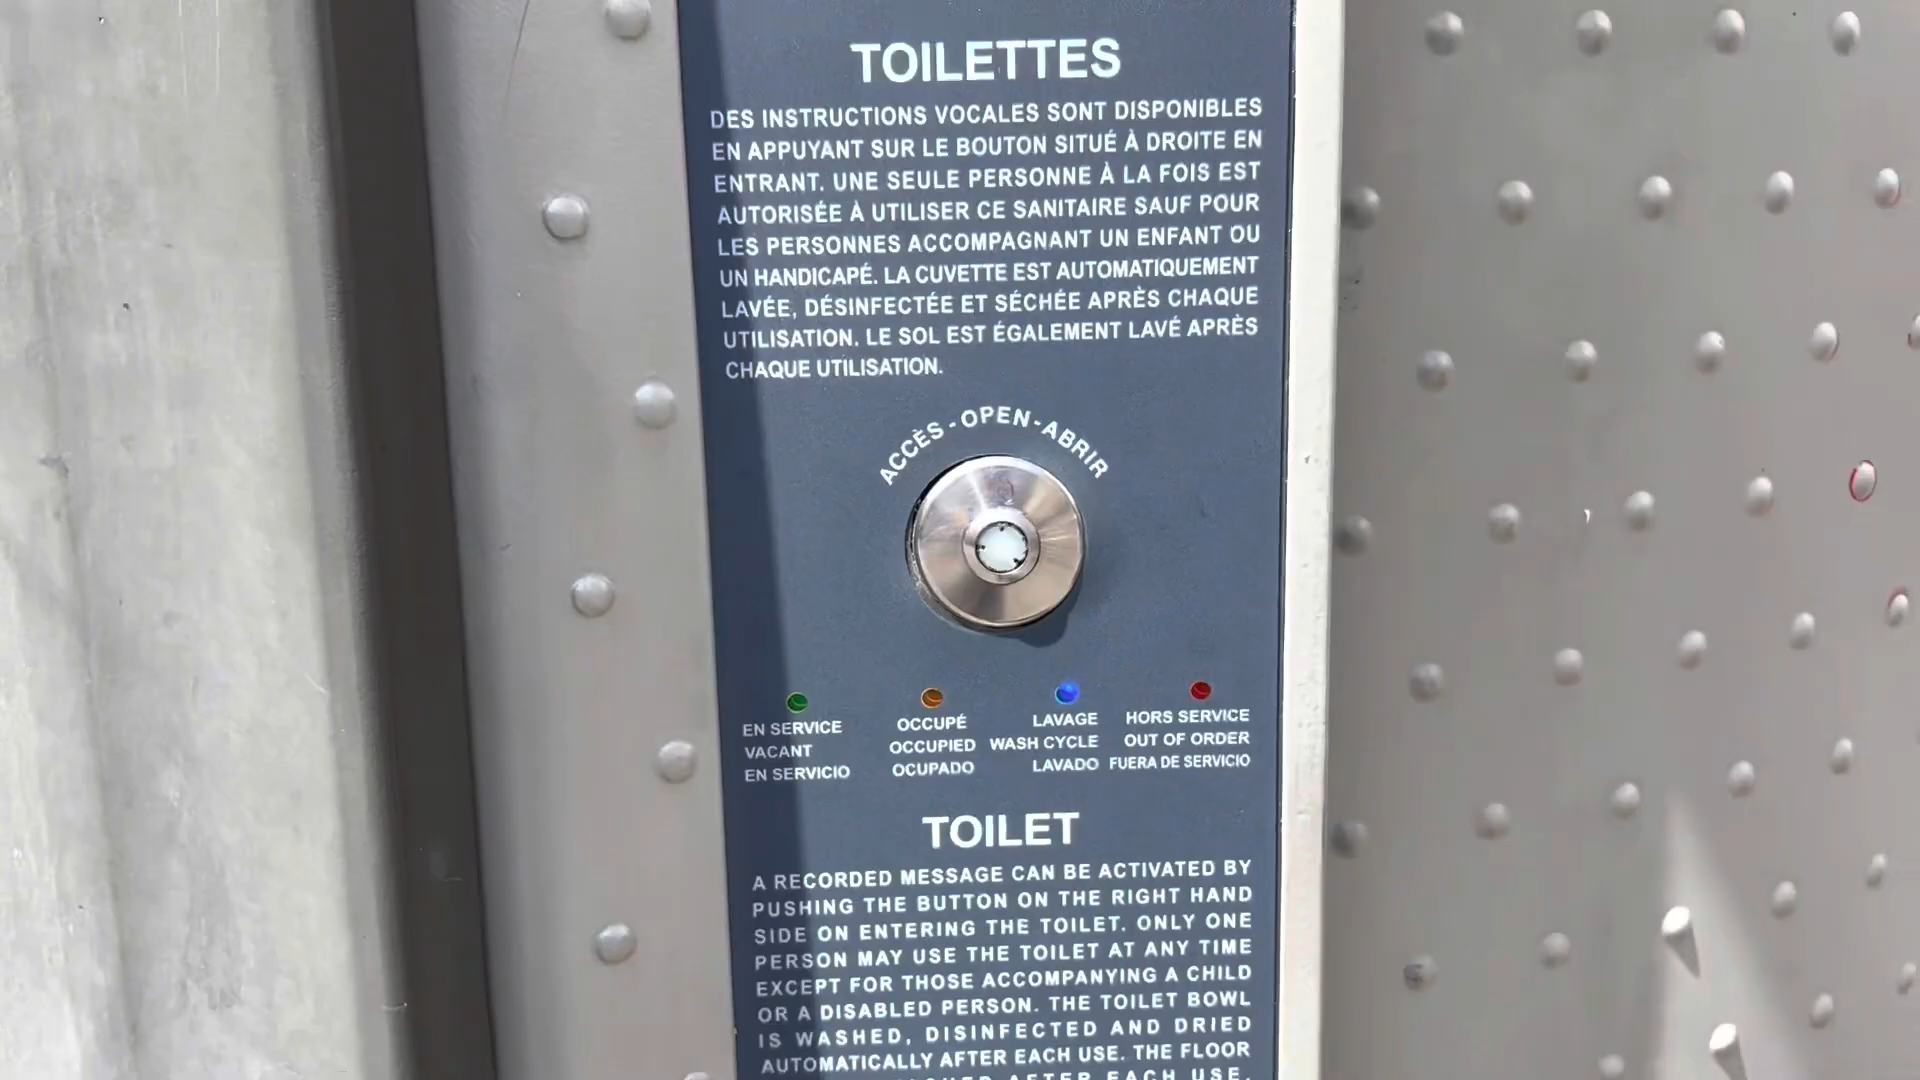 TOILETTES
DES INSTRUCTIONS VOCALES SONT DISPONIBLES
EN APPUYANT SUR LE BOUTON SITUÉ À DROITE EN
ENTRANT. UNE SEULE PERSONNE À LA FOIS EST
AUTORISÉE À UTILISER CE SANITAIRE SAUF POUR
LES PERSONNES ACCOMPAGNANT UN ENFANT OU
UN HANDICAPÉ. LA CUVETTE EST AUTOMATIQUEMENT
LAVÉE, DÉSINFECTÉE ET SÉCHÉE APRÈS CHAQUE
UTILISATION. LE SOL EST ÉGALEMENT LAVÉ APRÈS
CHAQUE UTILISATION.
ACCÈS - OPEN - ABRIR
EN SERVICE
VACANT
EN SERVICIO
OCCUPÉ
OCCUPIED
OCUPADO
LAVAGE
WASH CYCLE
LAVADO
HORS SERVICE
OUT OF ORDER
FUERA DE SERVICIO
TOILET
A RECORDED MESSAGE CAN BE ACTIVATED BY
PUSHING THE BUTTON ON THE RIGHT HAND
SIDE ON ENTERING THE TOILET. ONLY ONE
PERSON MAY USE THE TOILET AT ANY TIME
EXCEPT FOR THOSE ACCOMPANYING A CHILD
OR A DISABLED PERSON. THE TOILET BOWL
IS WASHED, DISINFECTED AND DRIED
AUTOMATICALLY AFTER EACH USE. THE FLOOR
AFTER EACH USE.